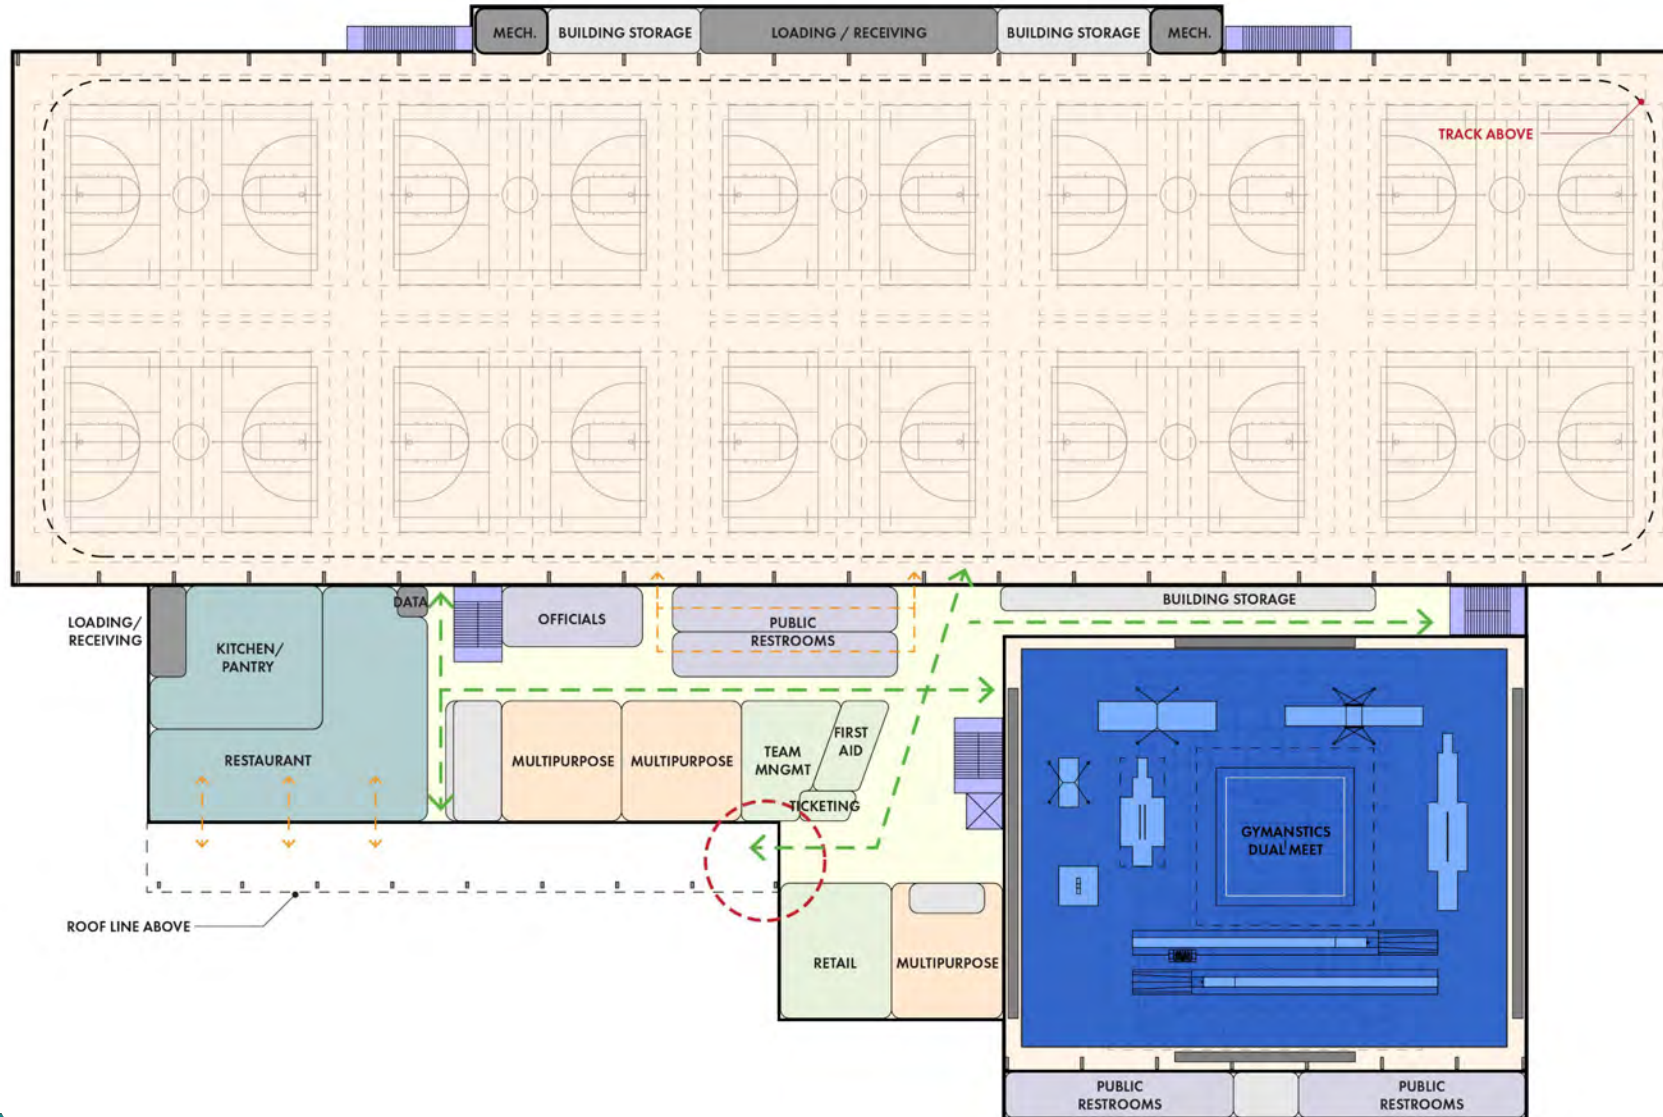 MECH.
BUILDING STORAGE
LOADING / RECEIVING
BUILDING STORAGE
MECH.
TRACK ABOVE
LOADING/
RECEIVING
KITCHEN/
PANTRY
DATA
OFFICIALS
PUBLIC
RESTROOMS
BUILDING STORAGE
RESTAURANT
MULTIPURPOSE
MULTIPURPOSE
TEAM
MNGMT
FIRST
AID
TICKETING
GYMANSTICS
DUAL MEET
ROOF LINE ABOVE
RETAIL
MULTIPURPOSE
PUBLIC
RESTROOMS
PUBLIC
RESTROOMS